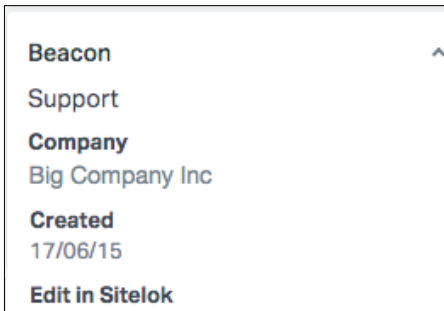 Beacon
Support
Company
Big Company Inc
Created
17/06/15
Edit in Sitelok